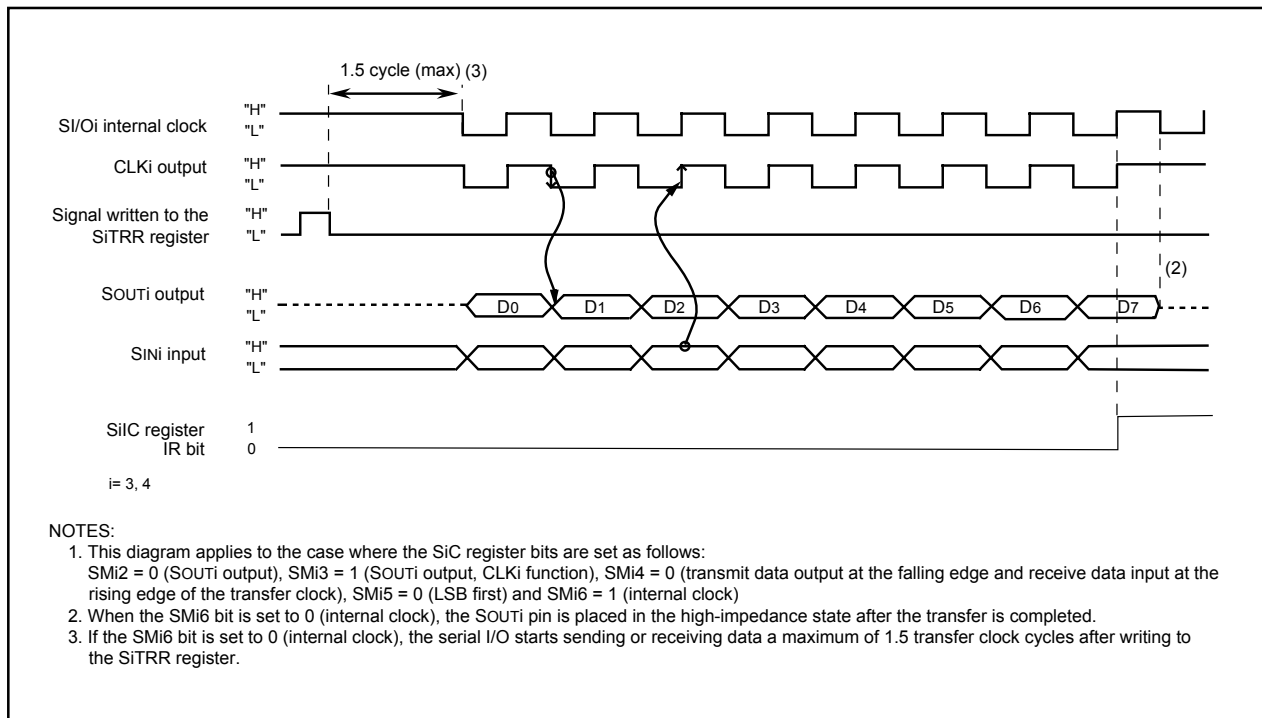 1.5 cycle (max) (3)
SI/Oi internal clock "H" "L"
CLKi output "H" "L"
Signal written to the SiTRR register "H" "L"
(2)
SOUTi output "H" "L" D0 D1 D2 D3 D4 D5 D6 D7
SINi input "H" "L"
SiIC register IR bit 1 0
i= 3, 4
NOTES:
1. This diagram applies to the case where the SiC register bits are set as follows:
SMi2 = 0 (SOUTi output), SMi3 = 1 (SOUTi output, CLKi function), SMi4 = 0 (transmit data output at the falling edge and receive data input at the
rising edge of the transfer clock), SMi5 = 0 (LSB first) and SMi6 = 1 (internal clock)
2. When the SMi6 bit is set to 0 (internal clock), the SOUTi pin is placed in the high-impedance state after the transfer is completed.
3. If the SMi6 bit is set to 0 (internal clock), the serial I/O starts sending or receiving data a maximum of 1.5 transfer clock cycles after writing to
the SiTRR register.